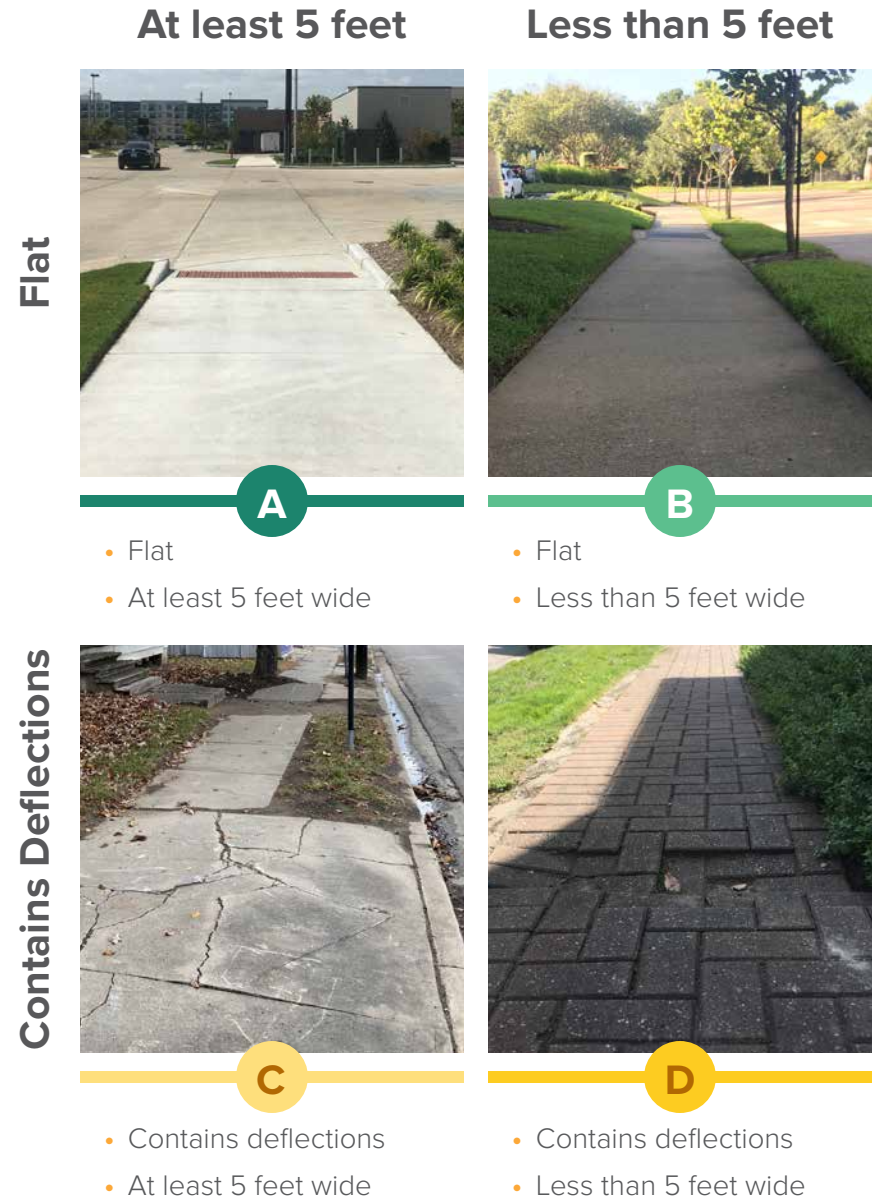 At least 5 feet
Less than 5 feet
Flat
A
B
• Flat
• At least 5 feet wide
• Flat
• Less than 5 feet wide
Contains Deflections
C
D
• Contains deflections
• At least 5 feet wide
• Contains deflections
• Less than 5 feet wide